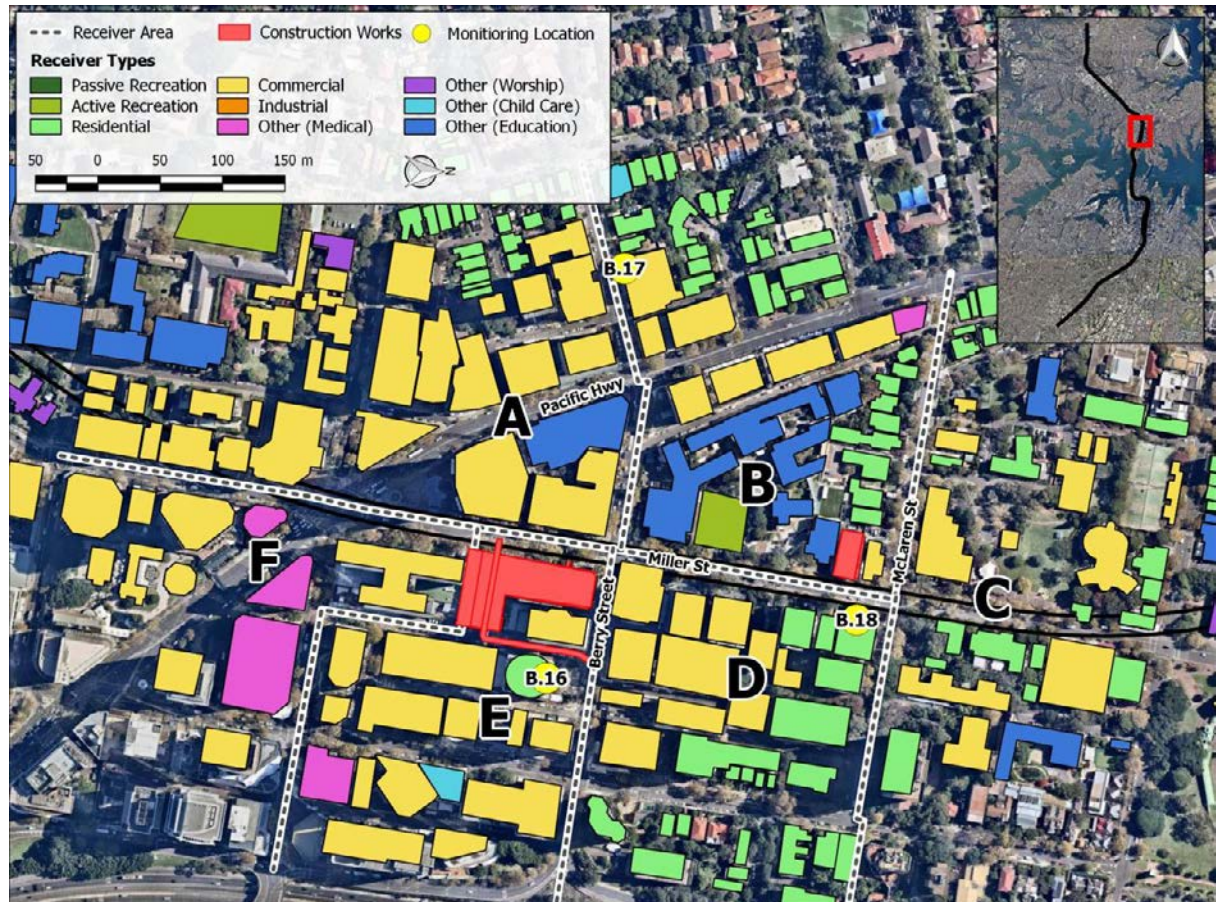 Receiver Area Construction Works Monitoring Location
Receiver Types
Passive Recreation Commercial Other (Worship)
Active Recreation Industrial Other (Child Care)
Residential Other (Medical) Other (Education)
50 0 50 100 150 m
N
B.17
Pacific Hwy
A
B
McLaren St
F
Miller St
C
B.18
Berry Street
B.16
D
E